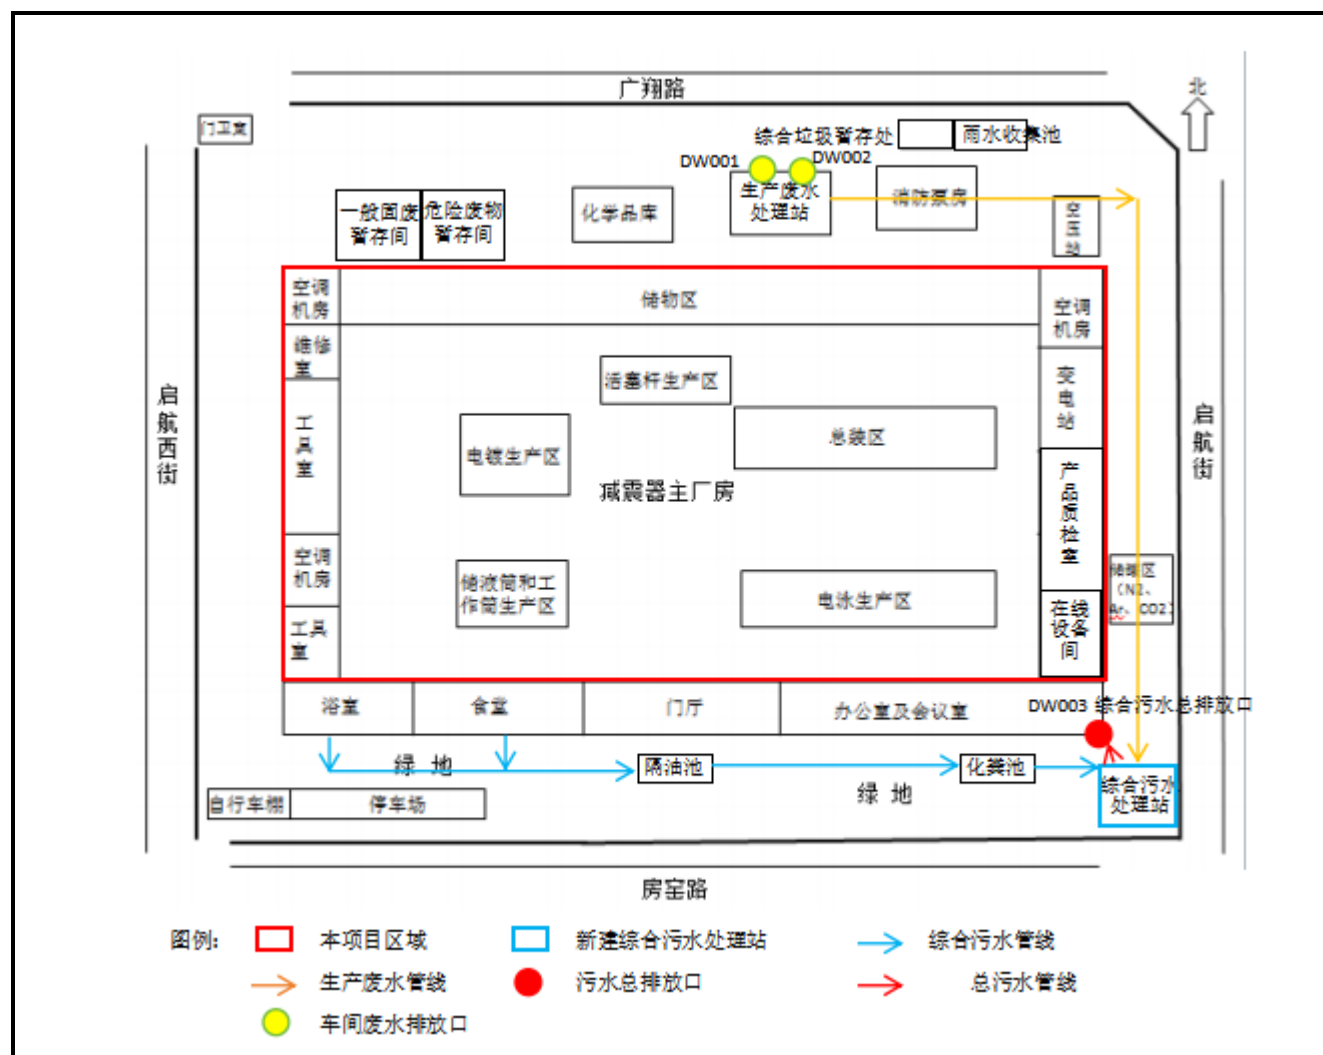 广翔路
北
门卫室
综合垃圾暂存处
雨水收集池
DW001
DW002
生产废水
处理站
消防泵房
一般固废
暂存间
危险废物
暂存间
化学品库
空
压
站
空调
机房
储物区
空调
机房
维修
室
活塞杆生产区
变
电
站
启
航
西
街
工
具
室
电镀生产区
总装区
启
航
街
减震器主厂房
产
品
质
检
室
空调
机房
储液筒和工
作筒生产区
电泳生产区
储罐区
（N2、
Ar、CO2）
在线
设备
间
工具
室
浴室
食堂
门厅
办公室及会议室
DW003 综合污水总排放口
绿 地
隔油池
化粪池
绿 地
综合污水
处理站
自行车棚
停车场
房窑路
图例:
本项目区域
新建综合污水处理站
综合污水管线
生产废水管线
污水总排放口
总污水管线
车间废水排放口